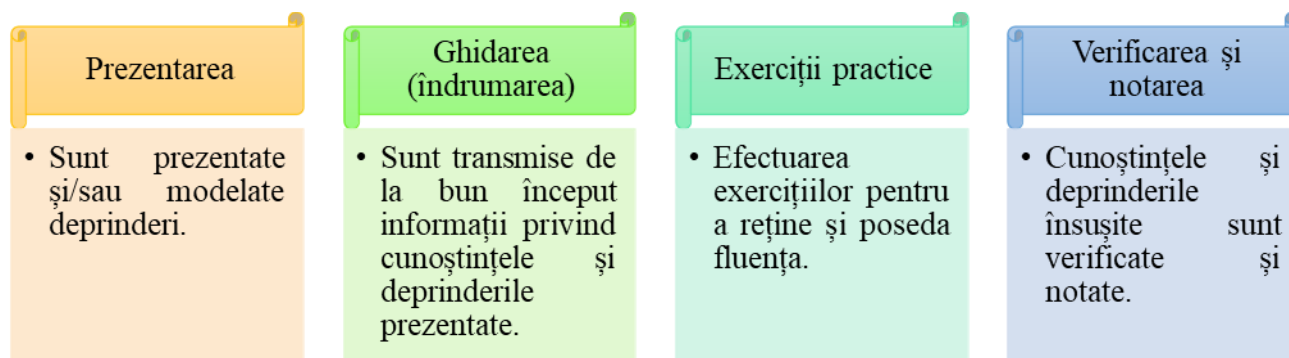 Prezentarea
• Sunt prezentate
și/sau modelate
deprinderi.
Ghidarea
(îndrumarea)
• Sunt transmise de
la bun început
informații privind
cunoștințele și
deprinderile
prezentate.
Exerciții practice
• Efectuarea
exercițiilor pentru
a reține și poseda
fluența.
Verificarea și
notarea
• Cunoștințele și
deprinderile
însușite sunt
verificate și
notate.